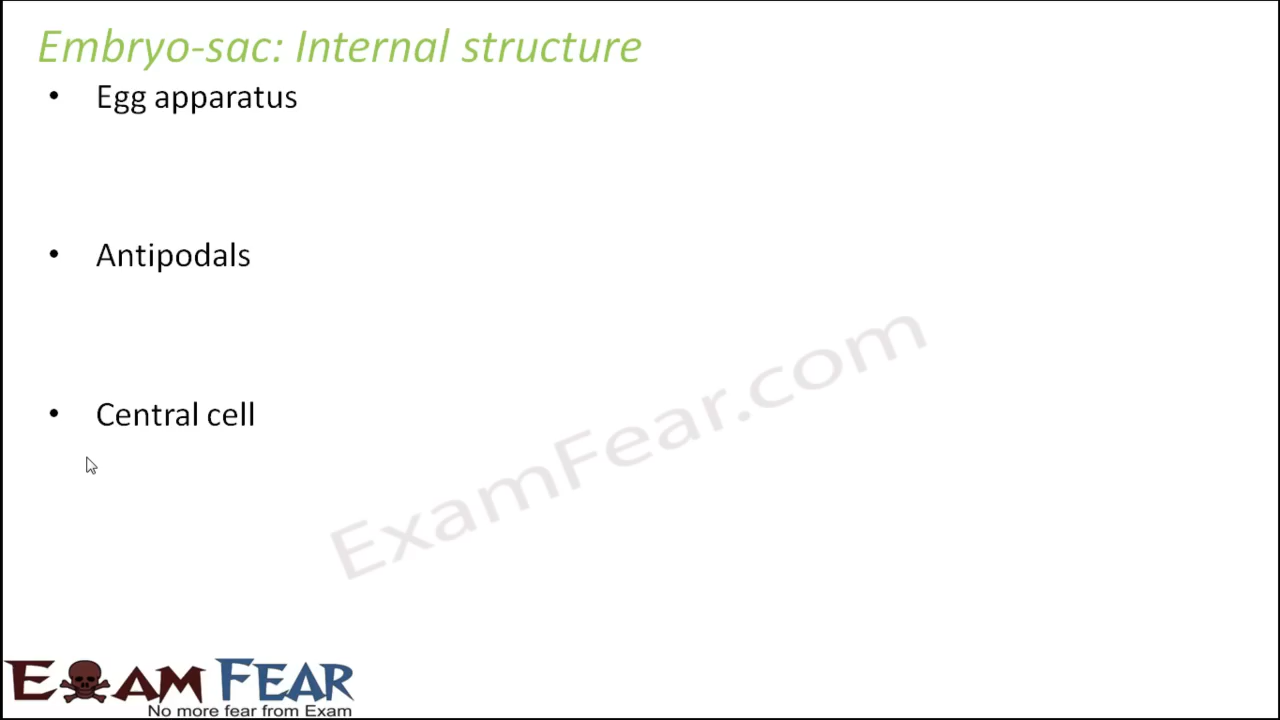 Embryo-sac: Internal structure
• Egg apparatus
• Antipodals
• Central cell
ExamFear.com
EXAM FEAR
No more fear from Exam